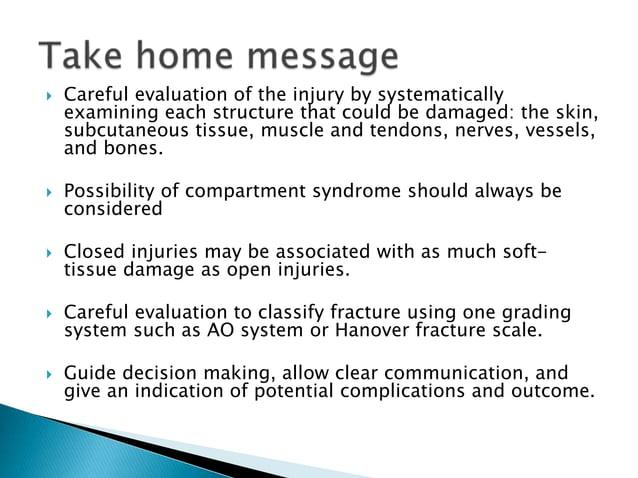 Take home message
Careful evaluation of the injury by systematically
examining each structure that could be damaged: the skin,
subcutaneous tissue, muscle and tendons, nerves, vessels,
and bones.
Possibility of compartment syndrome should always be
considered
Closed injuries may be associated with as much soft-
tissue damage as open injuries.
Careful evaluation to classify fracture using one grading
system such as AO system or Hanover fracture scale.
Guide decision making, allow clear communication, and
give an indication of potential complications and outcome.